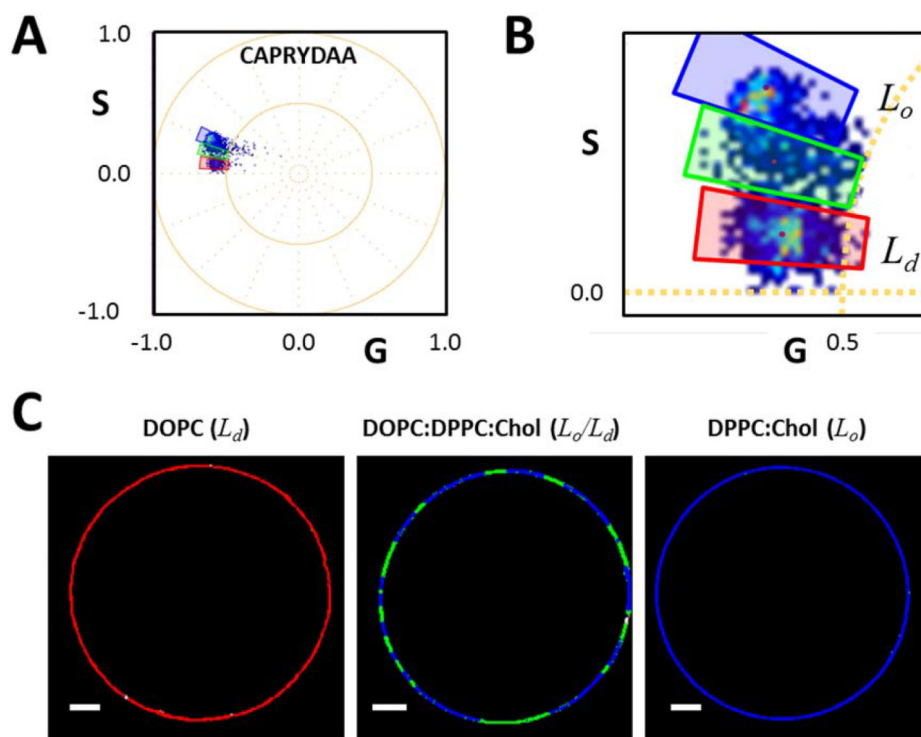 A
B
1.0
CAPRYDAA
S
0.0
-1.0
-1.0
0.0
G
1.0
S
Lo
Ld
0.0
G
0.5
C
DOPC (Ld)
DOPC:DPPC:Chol (Lo/Ld)
DPPC:Chol (Lo)